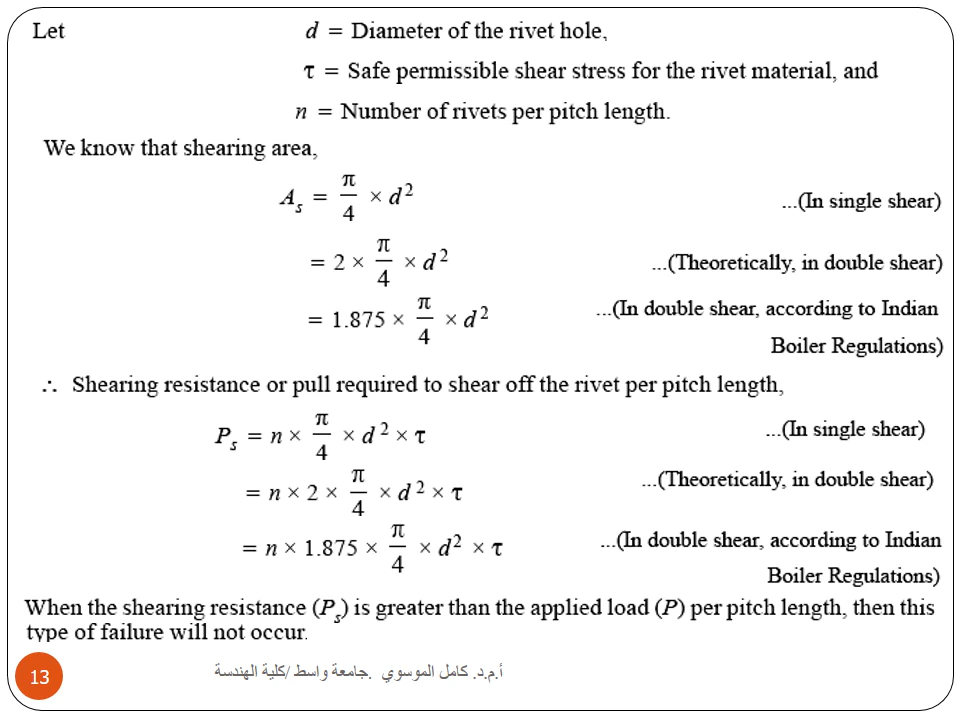 Let d = Diameter of the rivet hole,
τ = Safe permissible shear stress for the rivet material, and
n = Number of rivets per pitch length.
We know that shearing area,
A_s = π/4 × d² ...(In single shear)
= 2 × π/4 × d² ...(Theoretically, in double shear)
= 1.875 × π/4 × d² ...(In double shear, according to Indian
Boiler Regulations)
∴ Shearing resistance or pull required to shear off the rivet per pitch length,
P_s = n × π/4 × d² × τ ...(In single shear)
= n × 2 × π/4 × d² × τ ...(Theoretically, in double shear)
= n × 1.875 × π/4 × d² × τ ...(In double shear, according to Indian
Boiler Regulations)
When the shearing resistance (P_s) is greater than the applied load (P) per pitch length, then this
type of failure will not occur.
13
أ.م.د. كامل الموسوي .جامعة واسط /كلية الهندسة